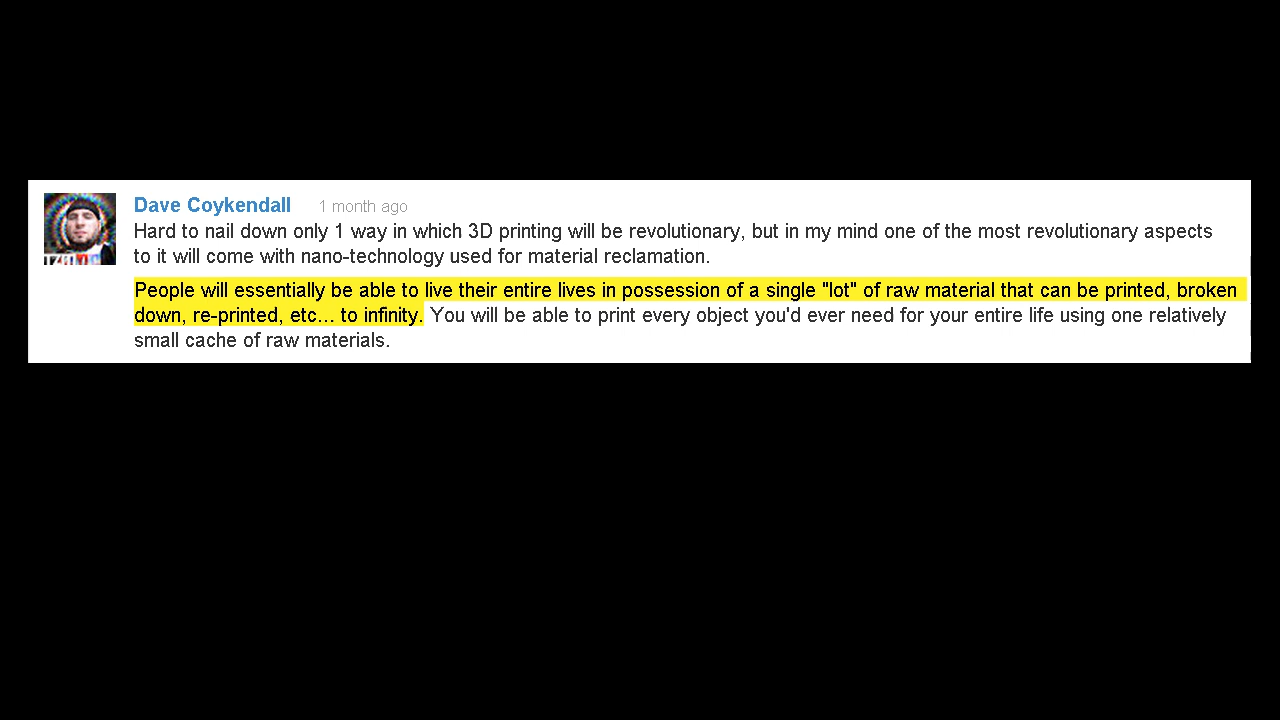 Dave Coykendall 1 month ago
Hard to nail down only 1 way in which 3D printing will be revolutionary, but in my mind one of the most revolutionary aspects
to it will come with nano-technology used for material reclamation.
People will essentially be able to live their entire lives in possession of a single "lot" of raw material that can be printed, broken
down, re-printed, etc... to infinity. You will be able to print every object you'd ever need for your entire life using one relatively
small cache of raw materials.